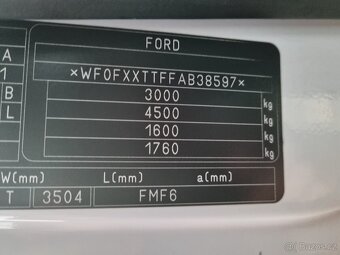 FORD
A
1
B
L
*WF0FXXTTFFAB38597*
3000 kg
4500 kg
1600 kg
1760 kg
W(mm) L(mm) a(mm)
T 3504 FMF6